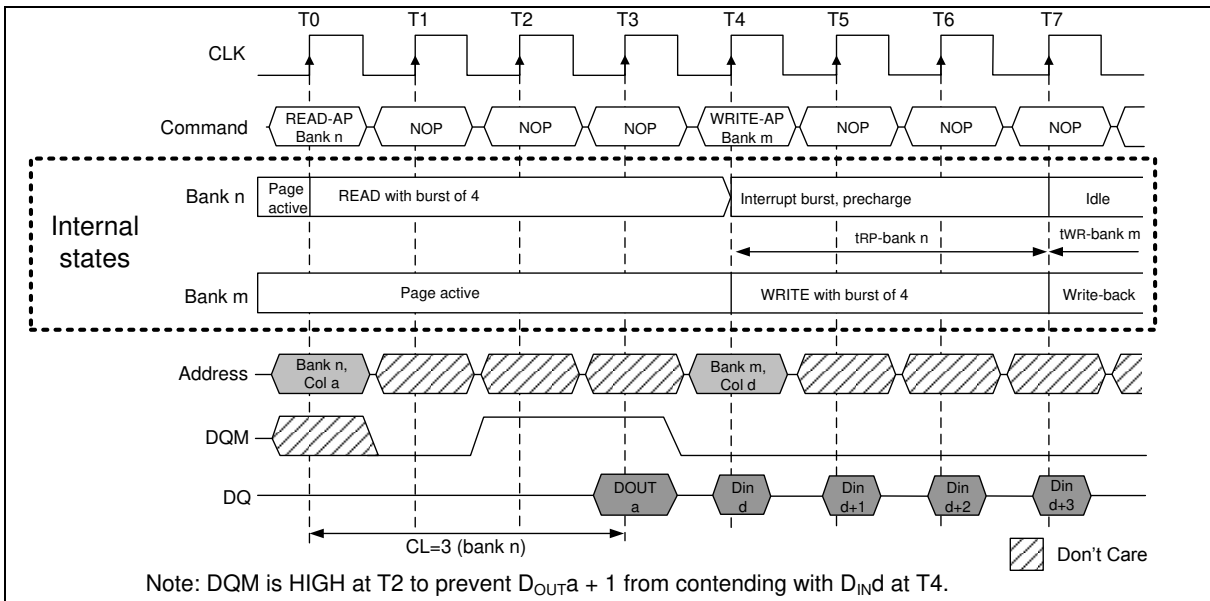 T0 T1 T2 T3 T4 T5 T6 T7
CLK
Command
READ-AP
Bank n
NOP
NOP
NOP
WRITE-AP
Bank m
NOP
NOP
NOP
Internal
states
Bank n
Page
active
READ with burst of 4
Interrupt burst, precharge
Idle
tRP-bank n
tWR-bank m
Bank m
Page active
WRITE with burst of 4
Write-back
Address
Bank n,
Col a
Bank m,
Col d
DQM
DQ
DOUT
a
Din
d
Din
d+1
Din
d+2
Din
d+3
CL=3 (bank n)
Don't Care
Note: DQM is HIGH at T2 to prevent DOUTa + 1 from contending with DINd at T4.